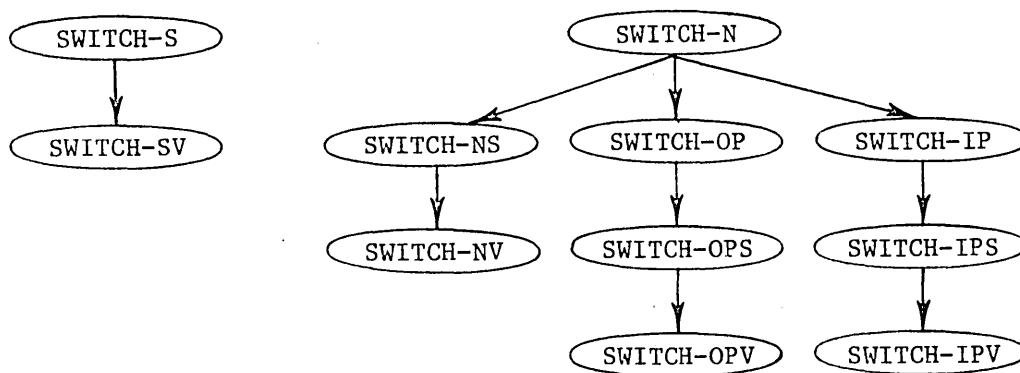 SWITCH-S
SWITCH-N
SWITCH-SV
SWITCH-NS
SWITCH-OP
SWITCH-IP
SWITCH-NV
SWITCH-OPS
SWITCH-IPS
SWITCH-OPV
SWITCH-IPV